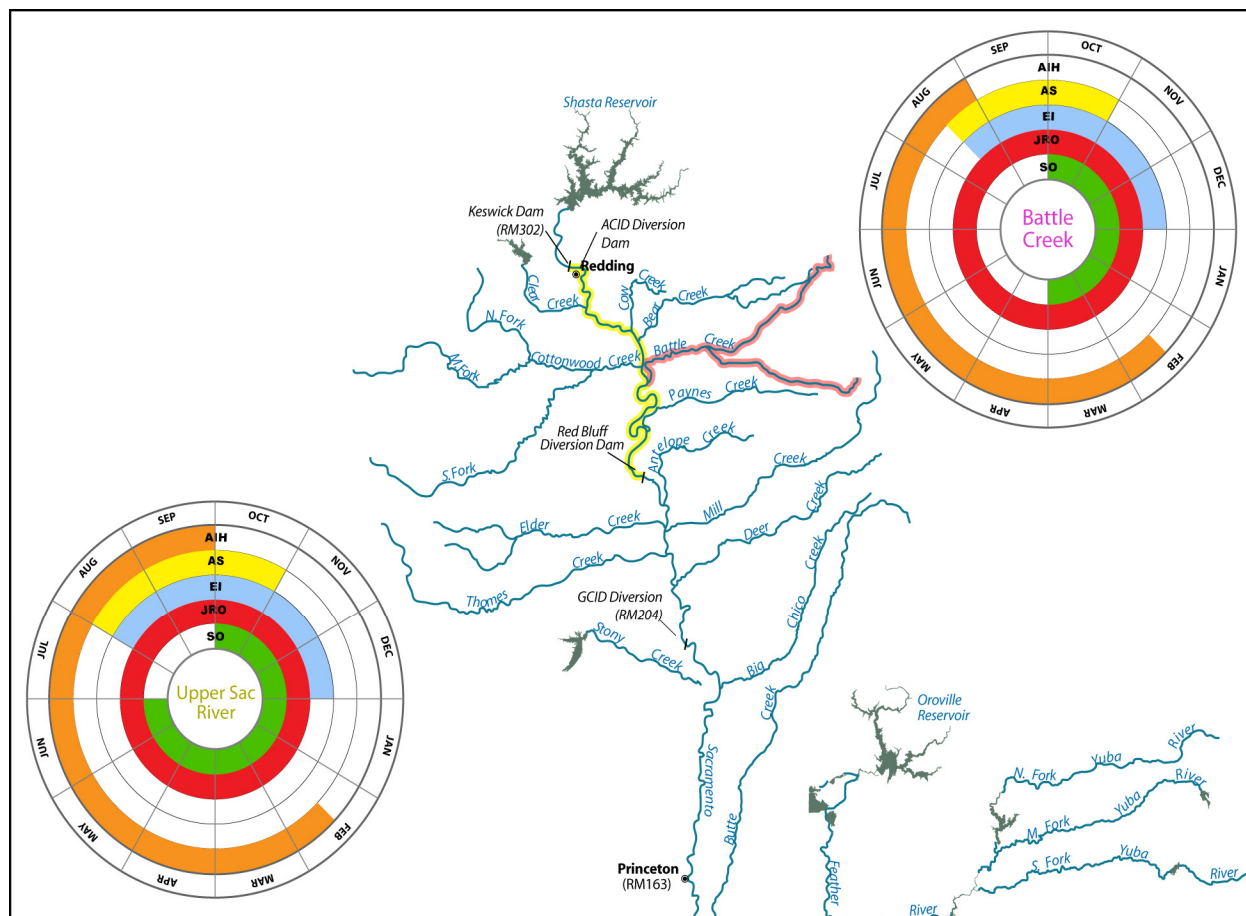 SEP
OCT
NOV
DEC
JAN
FEB
MAR
APR
MAY
JUN
JUL
AUG
AIH
AS
EI
JRO
SO
Battle
Creek
Shasta Reservoir
Keswick Dam
(RM302)
ACID Diversion
Dam
Redding
Clear
Creek
Cow
Creek
Bear
Creek
N. Fork
M. Fork
Cottonwood Creek
Battle
Creek
Paynes
Creek
Red Bluff
Diversion Dam
Antelope
Creek
S. Fork
Elder
Creek
Mill
Creek
Deer
Creek
Thomes
Creek
GCID Diversion
(RM204)
Stony
Creek
Big
Chico
Creek
Sacramento
Butte
Creek
Princeton
(RM163)
Oroville
Reservoir
Feather
River
N. Fork
Yuba
River
M. Fork
Yuba
River
S. Fork
Yuba
River
SEP
OCT
NOV
DEC
JAN
FEB
MAR
APR
MAY
JUN
JUL
AUG
AIH
AS
EI
JRO
SO
Upper Sac
River